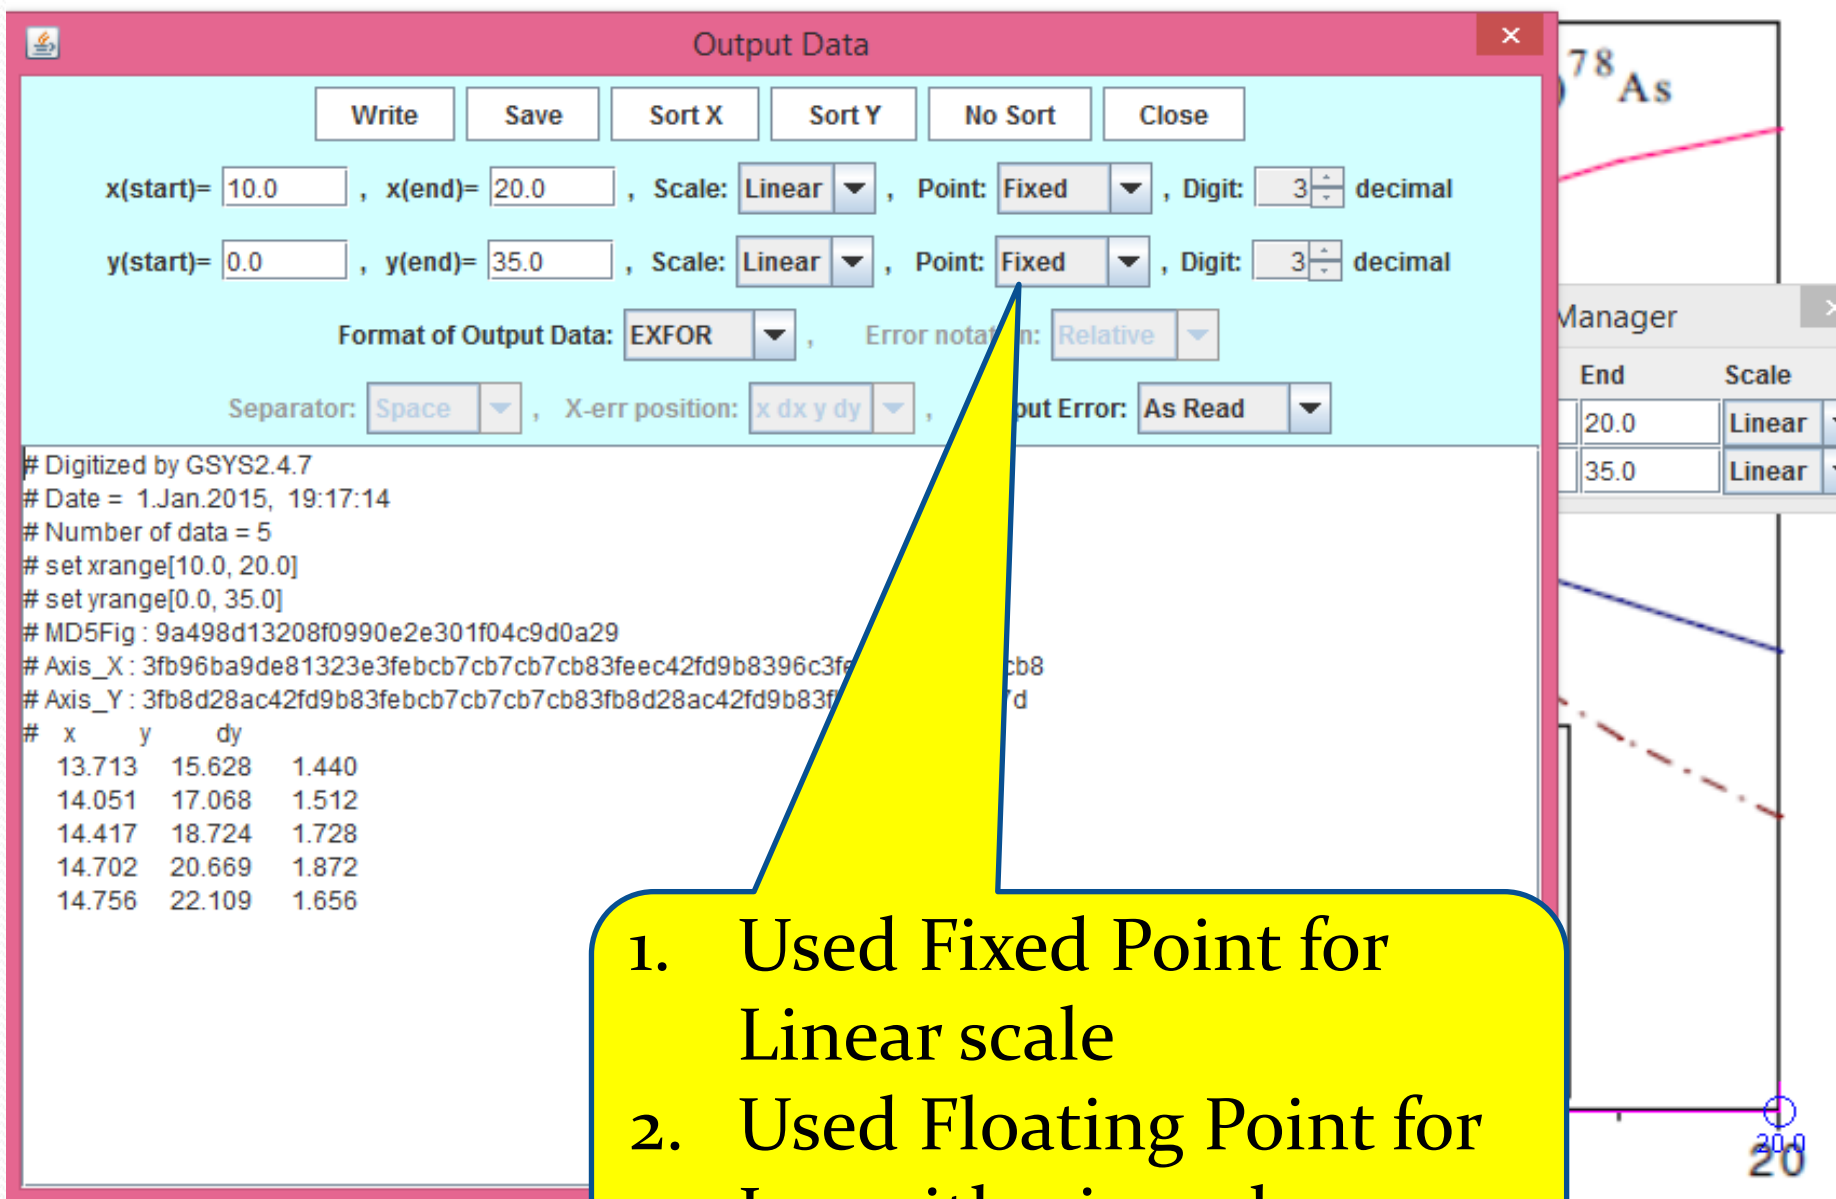 Output Data
Write Save Sort X Sort Y No Sort Close
x(start)= 10.0 , x(end)= 20.0 , Scale: Linear , Point: Fixed , Digit: 3 decimal
y(start)= 0.0 , y(end)= 35.0 , Scale: Linear , Point: Fixed , Digit: 3 decimal
Format of Output Data: EXFOR , Error notat n: Relative
Separator: Space , X-err position: x dx y dy , put Error: As Read
# Digitized by GSYS2.4.7
# Date = 1.Jan.2015, 19:17:14
# Number of data = 5
# set xrange[10.0, 20.0]
# set yrange[0.0, 35.0]
# MD5Fig : 9a498d13208f0990e2e301f04c9d0a29
# Axis_X : 3fb96ba9de81323e3febcb7cb7cb7cb83feec42fd9b8396c3fe cb8
# Axis_Y : 3fb8d28ac42fd9b83febcb7cb7cb7cb83fb8d28ac42fd9b83f 7d
# x y dy
13.713 15.628 1.440
14.051 17.068 1.512
14.417 18.724 1.728
14.702 20.669 1.872
14.756 22.109 1.656
)78As
Manager
End Scale
20.0 Linear
35.0 Linear
20.0
20
1. Used Fixed Point for
Linear scale
2. Used Floating Point for